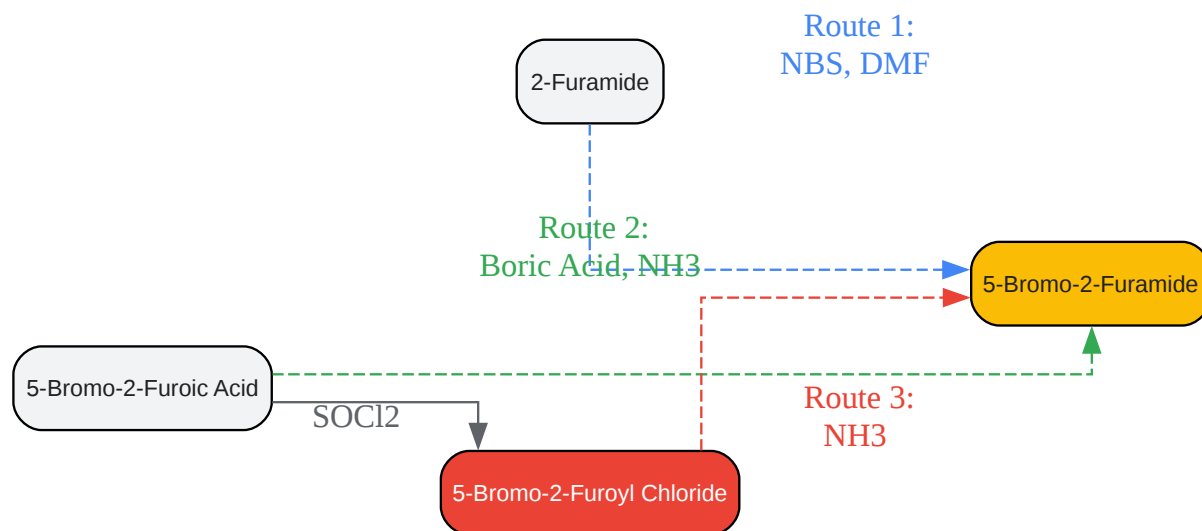 Route 1:
NBS, DMF
2-Furamide
Route 2:
Boric Acid, NH3
5-Bromo-2-Furamide
5-Bromo-2-Furoic Acid
SOCl2
Route 3:
NH3
5-Bromo-2-Furoyl Chloride